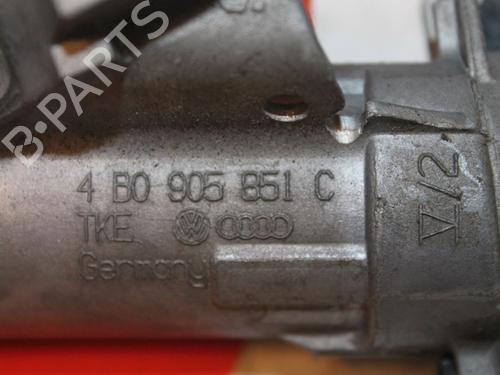 B-PARTS
4 B0 905 851 C
TKE
Germany
V/2